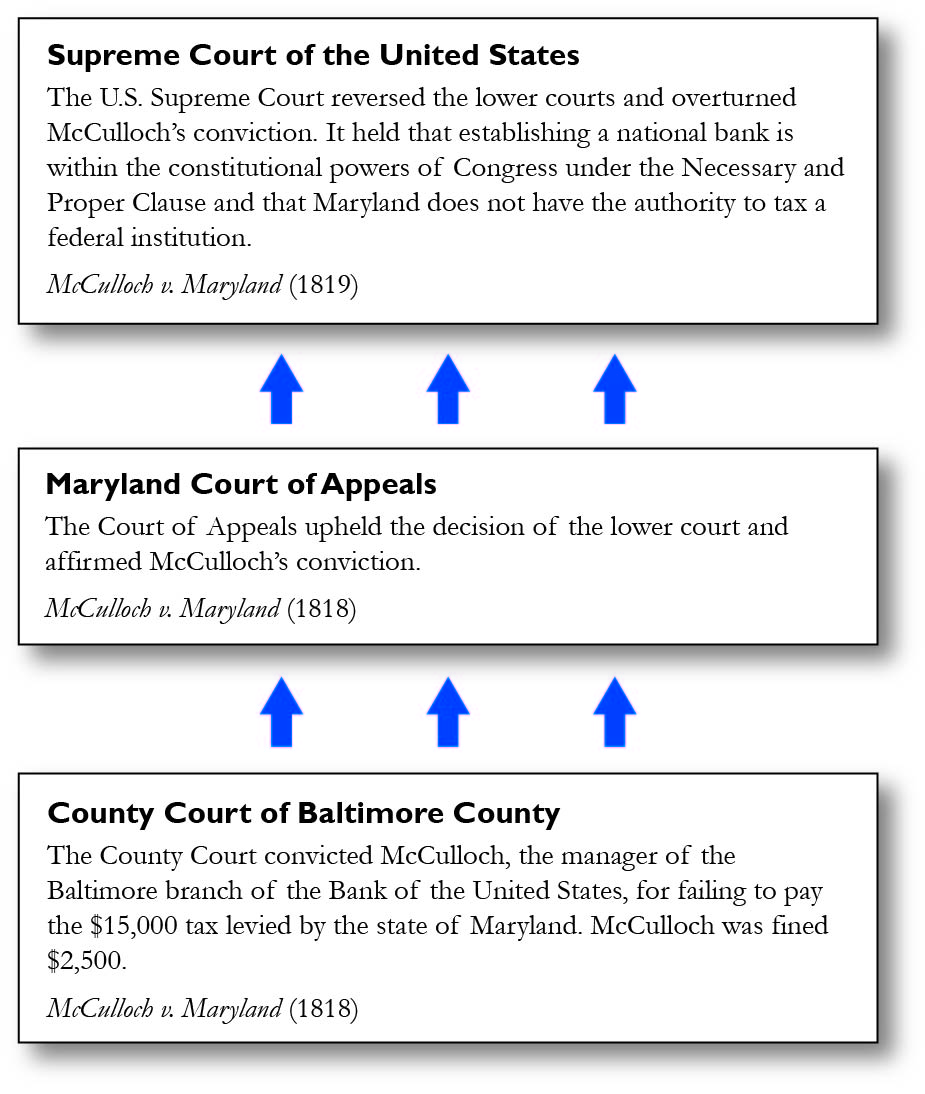 Supreme Court of the United States
The U.S. Supreme Court reversed the lower courts and overturned
McCulloch’s conviction. It held that establishing a national bank is
within the constitutional powers of Congress under the Necessary and
Proper Clause and that Maryland does not have the authority to tax a
federal institution.
McCulloch v. Maryland (1819)
Maryland Court of Appeals
The Court of Appeals upheld the decision of the lower court and
affirmed McCulloch’s conviction.
McCulloch v. Maryland (1818)
County Court of Baltimore County
The County Court convicted McCulloch, the manager of the
Baltimore branch of the Bank of the United States, for failing to pay
the $15,000 tax levied by the state of Maryland. McCulloch was fined
$2,500.
McCulloch v. Maryland (1818)